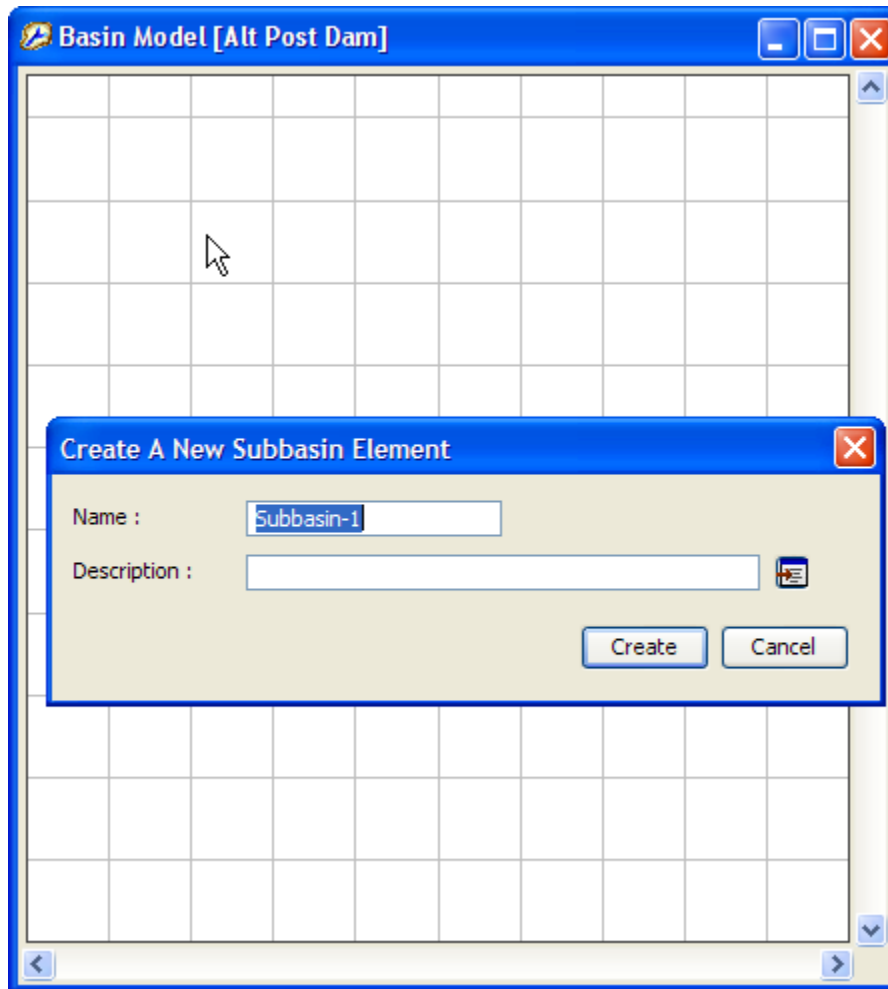 Basin Model [Alt Post Dam]
Create A New Subbasin Element
Name :
Subbasin-1
Description :
Create
Cancel